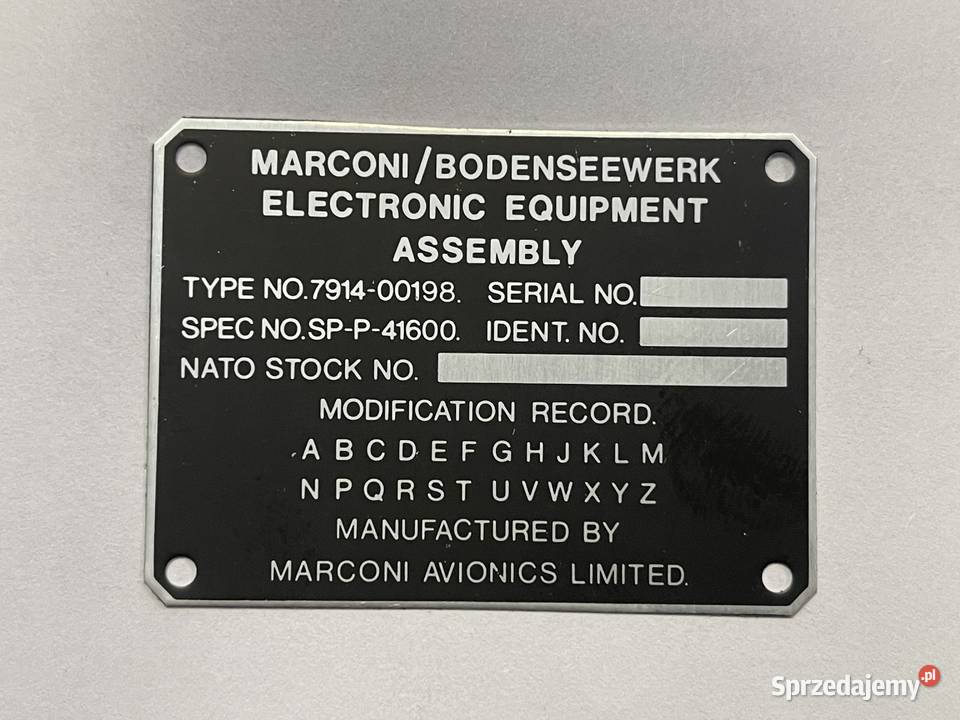 MARCONI/BODENSEEWERK
ELECTRONIC EQUIPMENT
ASSEMBLY
TYPE NO.7914-00198. SERIAL NO.
SPEC NO.SP-P-41600. IDENT. NO.
NATO STOCK NO.
MODIFICATION RECORD.
A B C D E F G H J K L M
N P Q R S T U V W X Y Z
MANUFACTURED BY
MARCONI AVIONICS LIMITED.
Sprzedajemy.pl